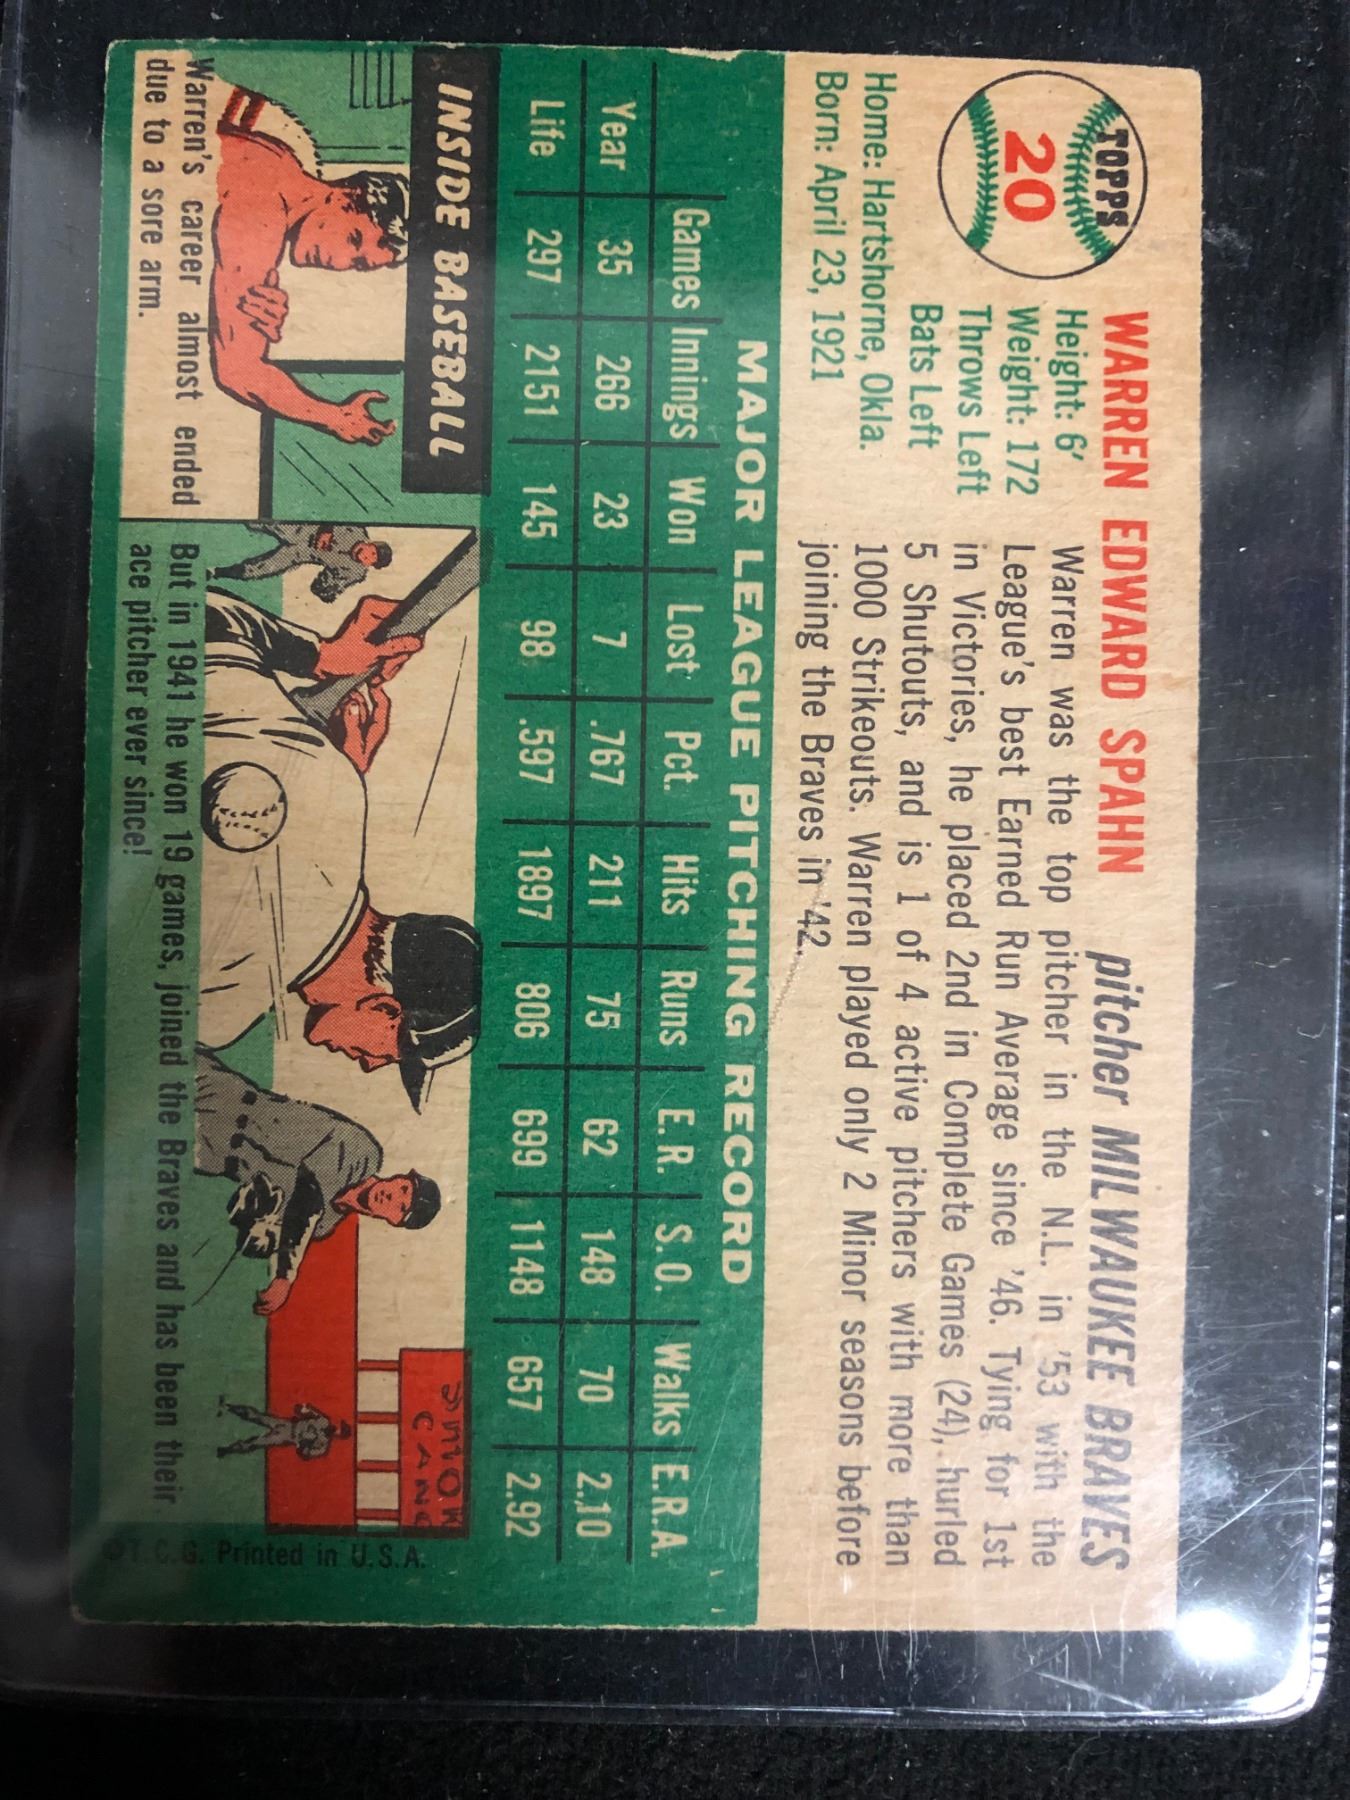 TOPPS
20
WARREN EDWARD SPAHN pitcher MILWAUKEE BRAVES
Height: 6'
Weight: 172
Throws Left
Bats Left
Home: Hartshorne, Okla.
Born: April 23, 1921
Warren was the top pitcher in the N.L. in '53 with the
League's best Earned Run Average since '46. Tying for 1st
in Victories, he placed 2nd in Complete Games (24), hurled
5 Shutouts, and is 1 of 4 active pitchers with more than
1000 Strikeouts. Warren played only 2 Minor seasons before
joining the Braves in '42.
MAJOR LEAGUE PITCHING RECORD
Games Innings Won Lost Pct. Hits Runs E.R. S.O. Walks E.R.A.
Year 35 266 23 7 .767 211 75 62 148 70 2.10
Life 297 2151 145 98 .597 1897 806 699 1148 657 2.92
INSIDE BASEBALL
Warren's career almost ended
due to a sore arm.
But in 1941 he won 19 games, joined the Braves and has been their
ace pitcher ever since!
©T.C.G. Printed in U.S.A.